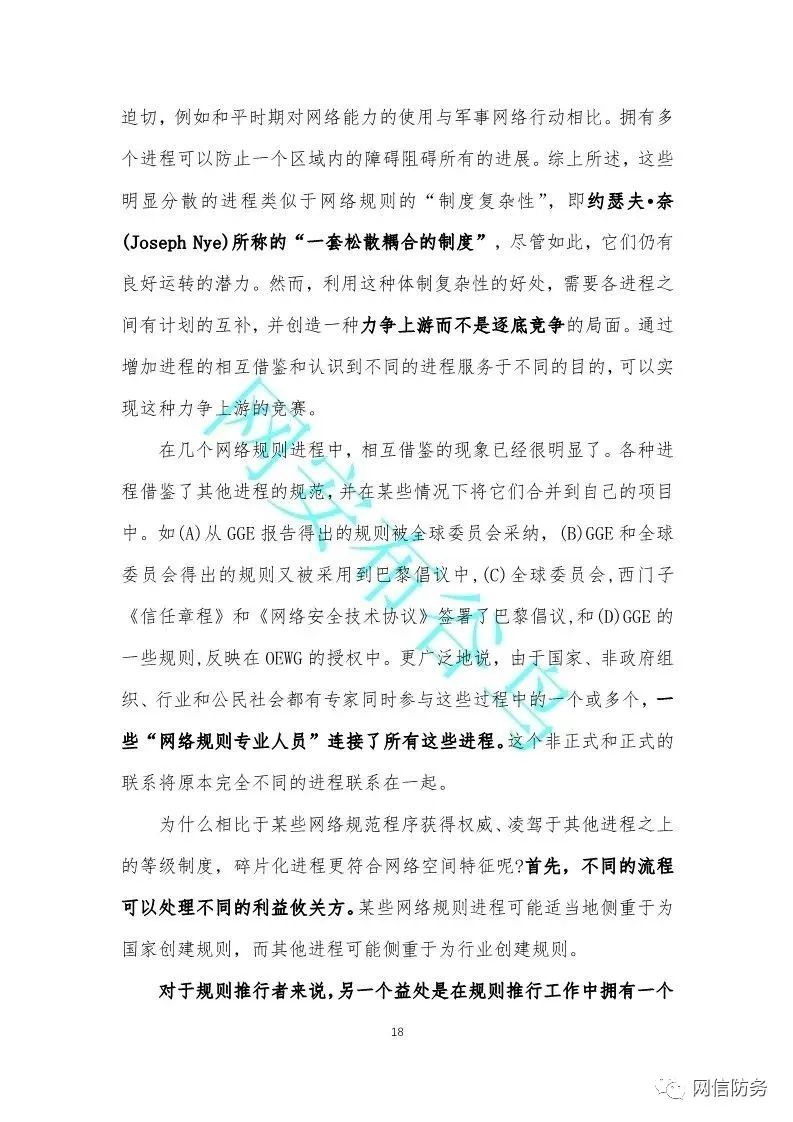 迫切，例如和平时期对网络能力的使用与军事网络行动相比。拥有多
个进程可以防止一个区域内的障碍阻碍所有的进展。综上所述，这些
明显分散的进程类似于网络规则的“制度复杂性”，即约瑟夫•奈
(Joseph Nye)所称的“一套松散耦合的制度”，尽管如此，它们仍有
良好运转的潜力。然而，利用这种体制复杂性的好处，需要各进程之
间有计划的互补，并创造一种力争上游而不是逐底竞争的局面。通过
增加进程的相互借鉴和认识到不同的进程服务于不同的目的，可以实
现这种力争上游的竞赛。
在几个网络规则进程中，相互借鉴的现象已经很明显了。各种进
程借鉴了其他进程的规范，并在某些情况下将它们合并到自己的项目
中。如(A)从 GGE 报告得出的规则被全球委员会采纳，(B)GGE 和全球
委员会得出的规则又被采用到巴黎倡议中,(C)全球委员会,西门子
《信任章程》和《网络安全技术协议》签署了巴黎倡议,和(D)GGE 的
一些规则,反映在 OEWG 的授权中。更广泛地说，由于国家、非政府组
织、行业和公民社会都有专家同时参与这些过程中的一个或多个，一
些“网络规则专业人员”连接了所有这些进程。这个非正式和正式的
联系将原本完全不同的进程联系在一起。
为什么相比于某些网络规范程序获得权威、凌驾于其他进程之上
的等级制度，碎片化进程更符合网络空间特征呢?首先，不同的流程
可以处理不同的利益攸关方。某些网络规则进程可能适当地侧重于为
国家创建规则，而其他进程可能侧重于为行业创建规则。
对于规则推行者来说，另一个益处是在规则推行工作中拥有一个
18
网安布谷鸟
网信防务